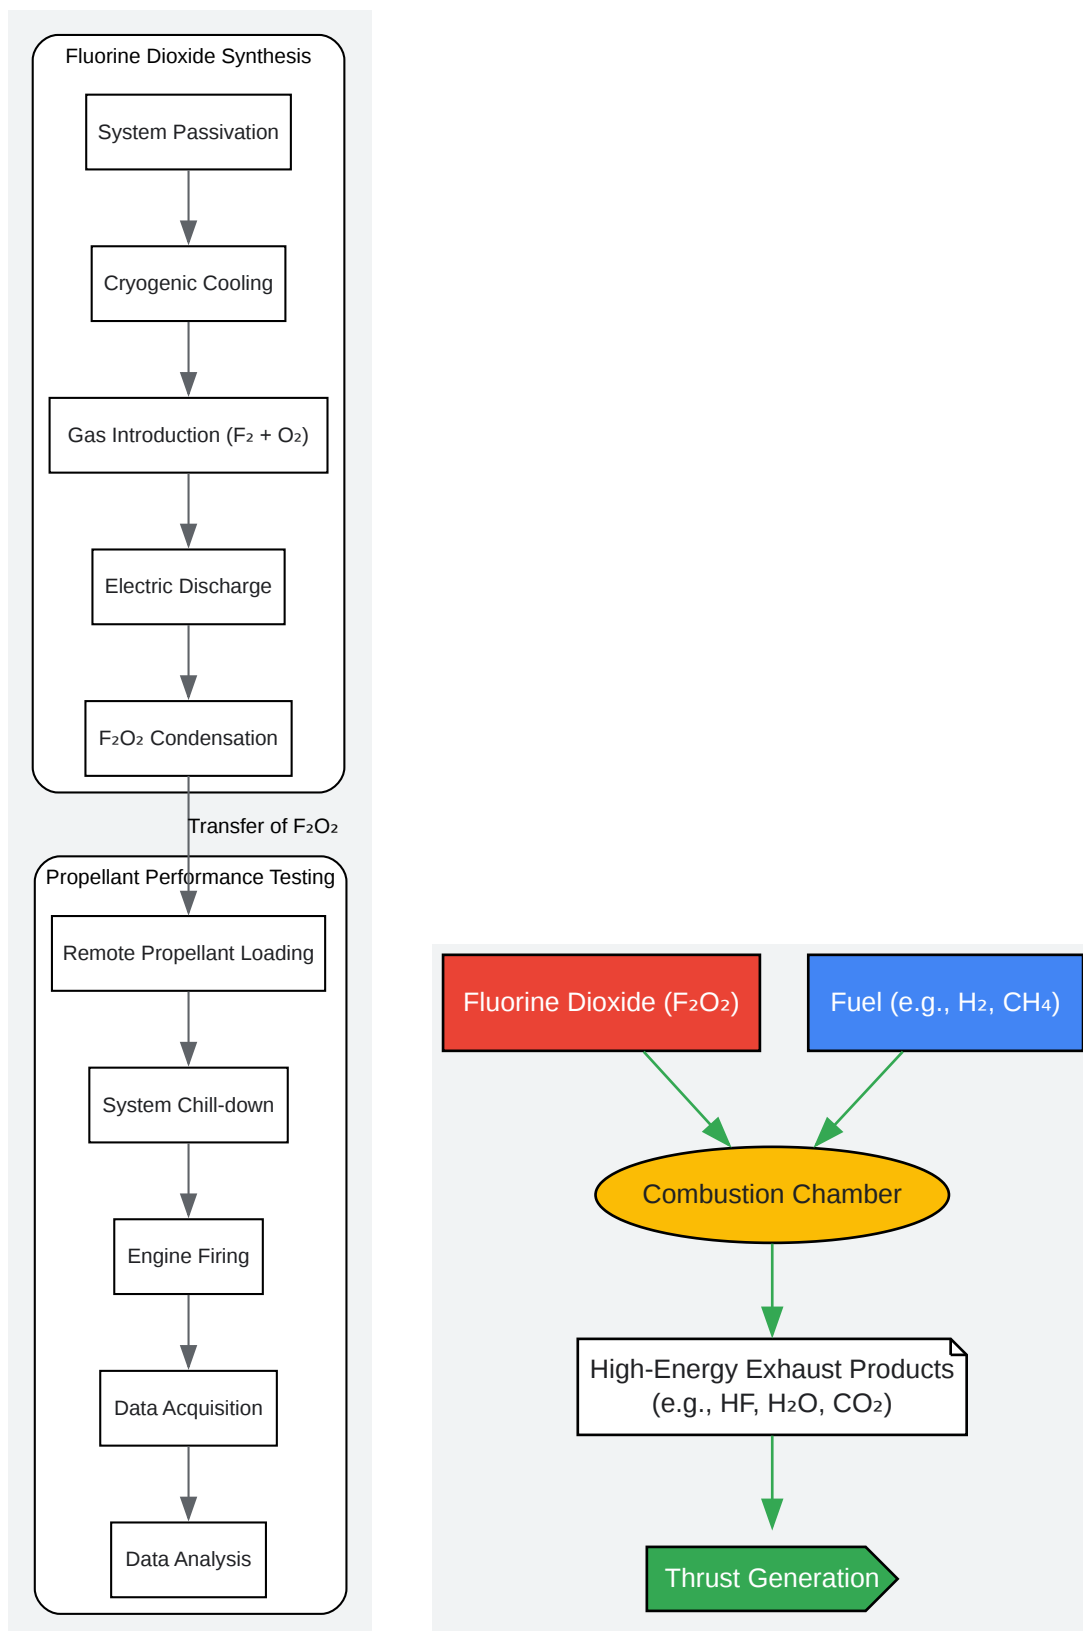 Fluorine Dioxide Synthesis
System Passivation
Cryogenic Cooling
Gas Introduction (F₂ + O₂)
Electric Discharge
F₂O₂ Condensation
Transfer of F₂O₂
Propellant Performance Testing
Remote Propellant Loading
System Chill-down
Engine Firing
Data Acquisition
Data Analysis
Fluorine Dioxide (F₂O₂)
Fuel (e.g., H₂, CH₄)
Combustion Chamber
High-Energy Exhaust Products
(e.g., HF, H₂O, CO₂)
Thrust Generation